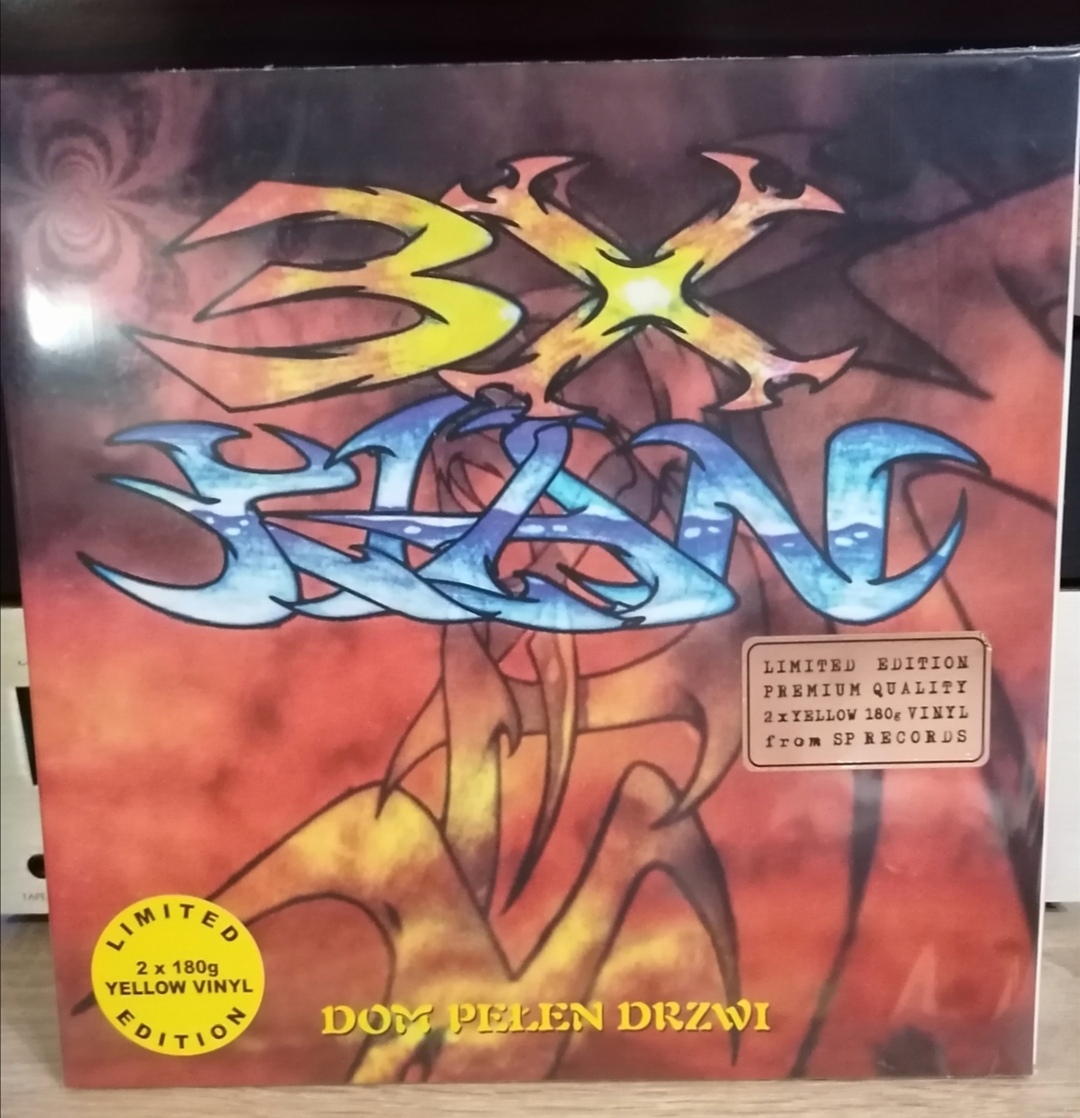 3X
KLAN
LIMITED EDITION
PREMIUM QUALITY
2xYELLOW 180g VINYL
from SP RECORDS
LIMITED
2 x 180g
YELLOW VINYL
EDITION
DOM PEŁEN DRZWI
TAPE